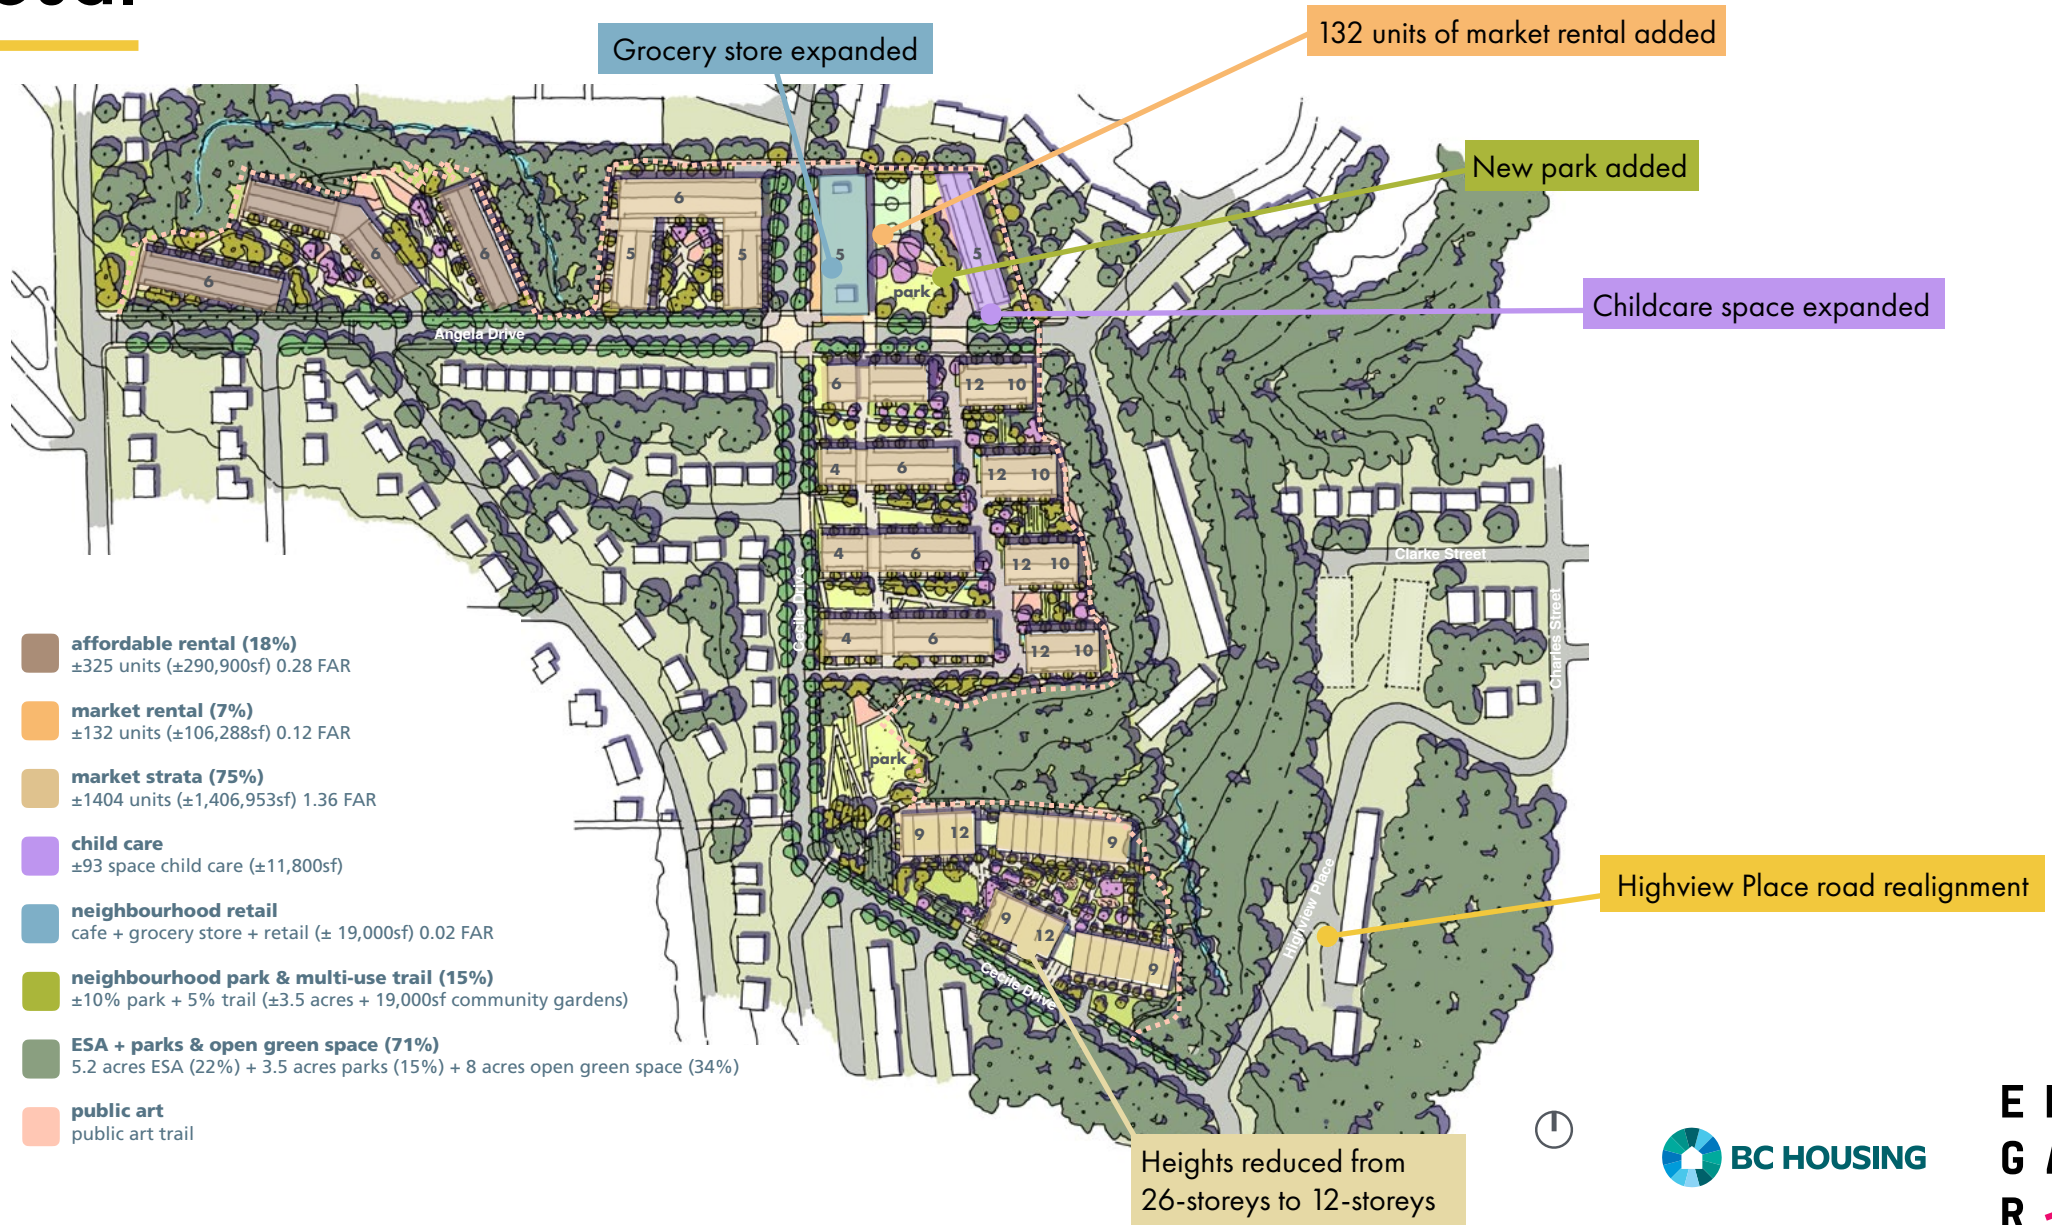 Grocery store expanded
132 units of market rental added
New park added
Childcare space expanded
6
6
6
6
5
5
5
5
park
Angela Drive
6
12 10
4
6
12 10
4
6
12 10
4
6
12 10
Cecile Drive
Clarke Street
Charles Street
park
9 12
9
9
12
9
Cecile Drive
Highview Place
Highview Place road realignment
Heights reduced from
26-storeys to 12-storeys
affordable rental (18%)
±325 units (±290,900sf) 0.28 FAR
market rental (7%)
±132 units (±106,288sf) 0.12 FAR
market strata (75%)
±1404 units (±1,406,953sf) 1.36 FAR
child care
±93 space child care (±11,800sf)
neighbourhood retail
cafe + grocery store + retail (± 19,000sf) 0.02 FAR
neighbourhood park & multi-use trail (15%)
±10% park + 5% trail (±3.5 acres + 19,000sf community gardens)
ESA + parks & open green space (71%)
5.2 acres ESA (22%) + 3.5 acres parks (15%) + 8 acres open green space (34%)
public art
public art trail
BC HOUSING
E
G
R